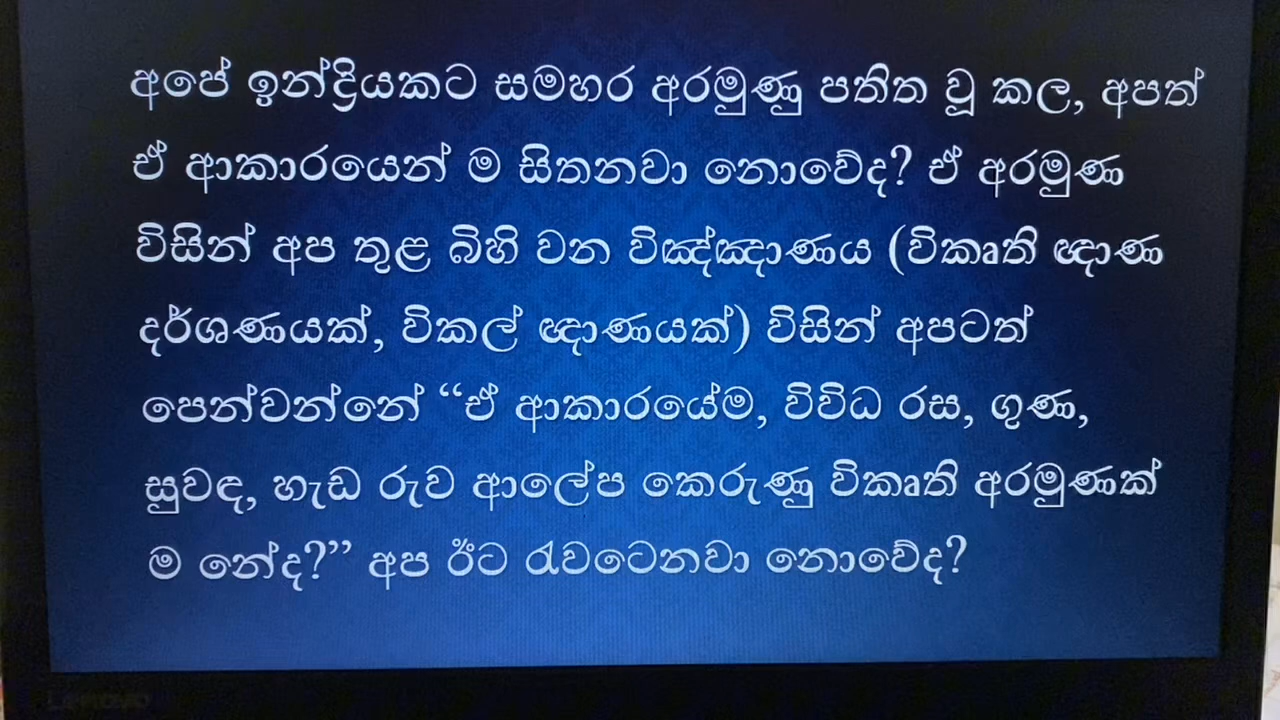 අපේ ඉන්ද්‍රියකට සමහර අරමුණු පතිත වූ කල, අපත්
ඒ ආකාරයෙන් ම සිතනවා නොවේද? ඒ අරමුණ
විසින් අප තුළ බිහි වන විඤ්ඤාණය (විකෘති ඥාණ
දර්ශණයක්, විකල් ඥාණයක්) විසින් අපටත්
පෙන්වන්නේ “ඒ ආකාරයේම, විවිධ රස, ගුණ,
සුවඳ, හැඩ රුව ආලේප කෙරුණු විකෘති අරමුණක්
ම නේද?” අප ඊට රැවටෙනවා නොවේද?
Lenovo